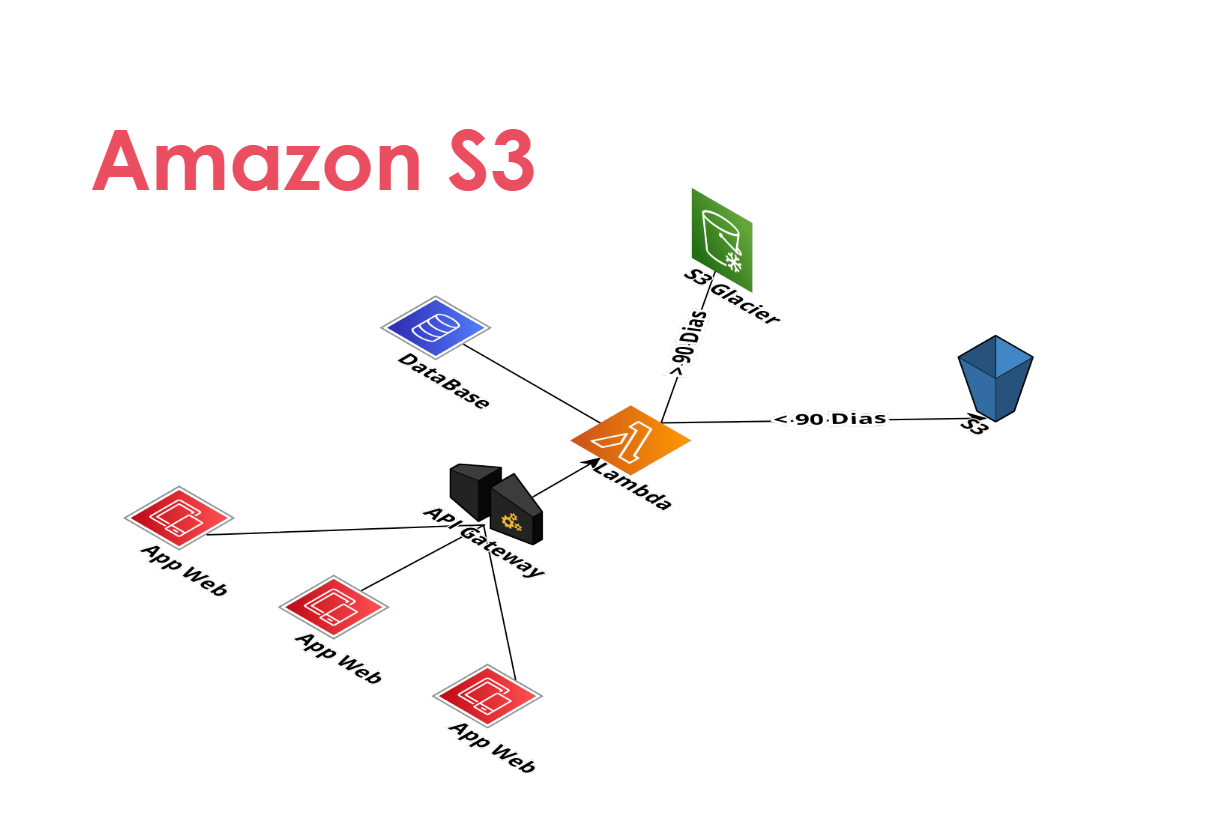 Amazon S3
S3 Glacier
> 90 Dias
DataBase
< 90 Dias
S3
Lambda
API Gateway
App Web
App Web
App Web